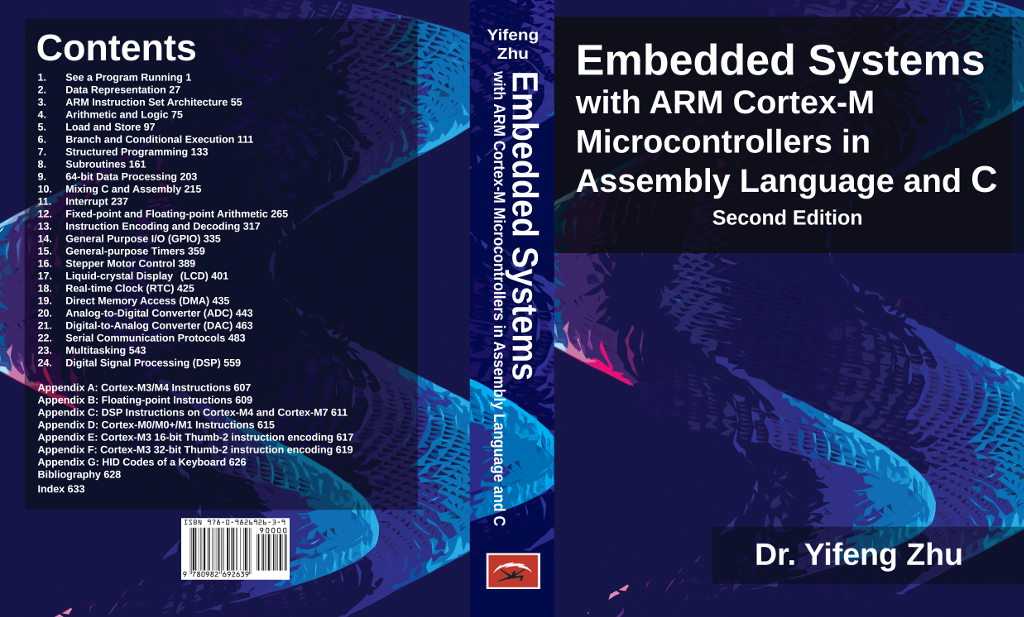 Contents
1. See a Program Running 1
2. Data Representation 27
3. ARM Instruction Set Architecture 55
4. Arithmetic and Logic 75
5. Load and Store 97
6. Branch and Conditional Execution 111
7. Structured Programming 133
8. Subroutines 161
9. 64-bit Data Processing 203
10. Mixing C and Assembly 215
11. Interrupt 237
12. Fixed-point and Floating-point Arithmetic 265
13. Instruction Encoding and Decoding 317
14. General Purpose I/O (GPIO) 335
15. General-purpose Timers 359
16. Stepper Motor Control 389
17. Liquid-crystal Display (LCD) 401
18. Real-time Clock (RTC) 425
19. Direct Memory Access (DMA) 435
20. Analog-to-Digital Converter (ADC) 443
21. Digital-to-Analog Converter (DAC) 463
22. Serial Communication Protocols 483
23. Multitasking 543
24. Digital Signal Processing (DSP) 559
Appendix A: Cortex-M3/M4 Instructions 607
Appendix B: Floating-point Instructions 609
Appendix C: DSP Instructions on Cortex-M4 and Cortex-M7 611
Appendix D: Cortex-M0/M0+/M1 Instructions 615
Appendix E: Cortex-M3 16-bit Thumb-2 instruction encoding 617
Appendix F: Cortex-M3 32-bit Thumb-2 instruction encoding 619
Appendix G: HID Codes of a Keyboard 626
Bibliography 628
Index 633
ISBN 978-0-9826926-3-9
90000
9 780982 692639
Yifeng
Zhu
Embedded Systems
with ARM Cortex-M Microcontrollers in Assembly Language and C
Embedded Systems
with ARM Cortex-M
Microcontrollers in
Assembly Language and C
Second Edition
Dr. Yifeng Zhu